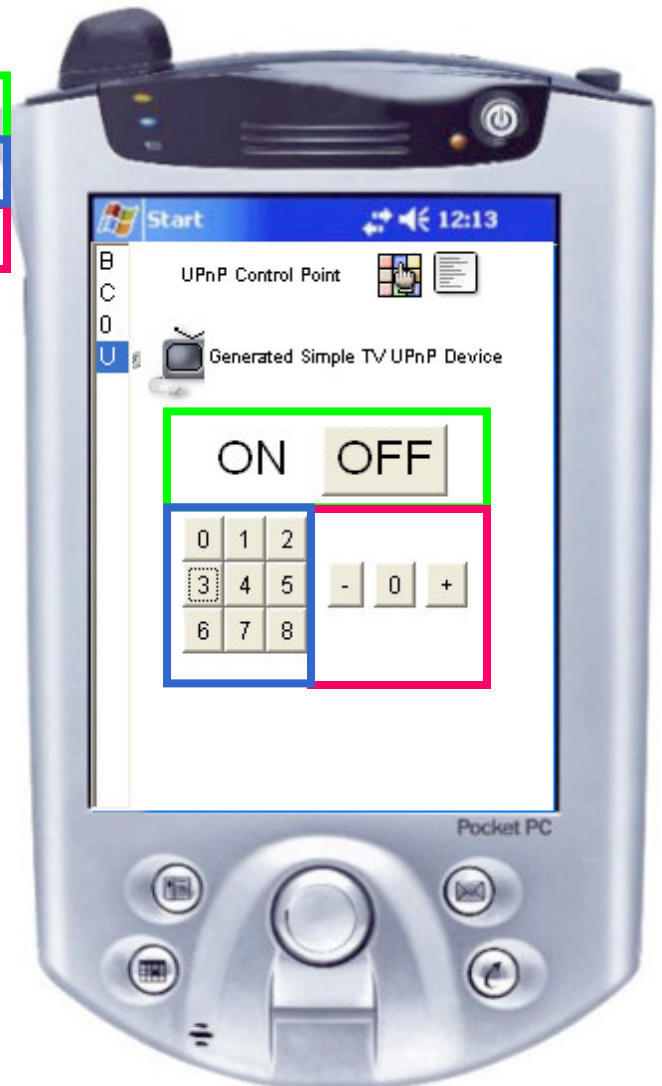 Start 12:13
B
C
0
U
UPnP Control Point
Generated Simple TV UPnP Device
ON OFF
0 1 2
3 4 5
6 7 8
- 0 +
Pocket PC